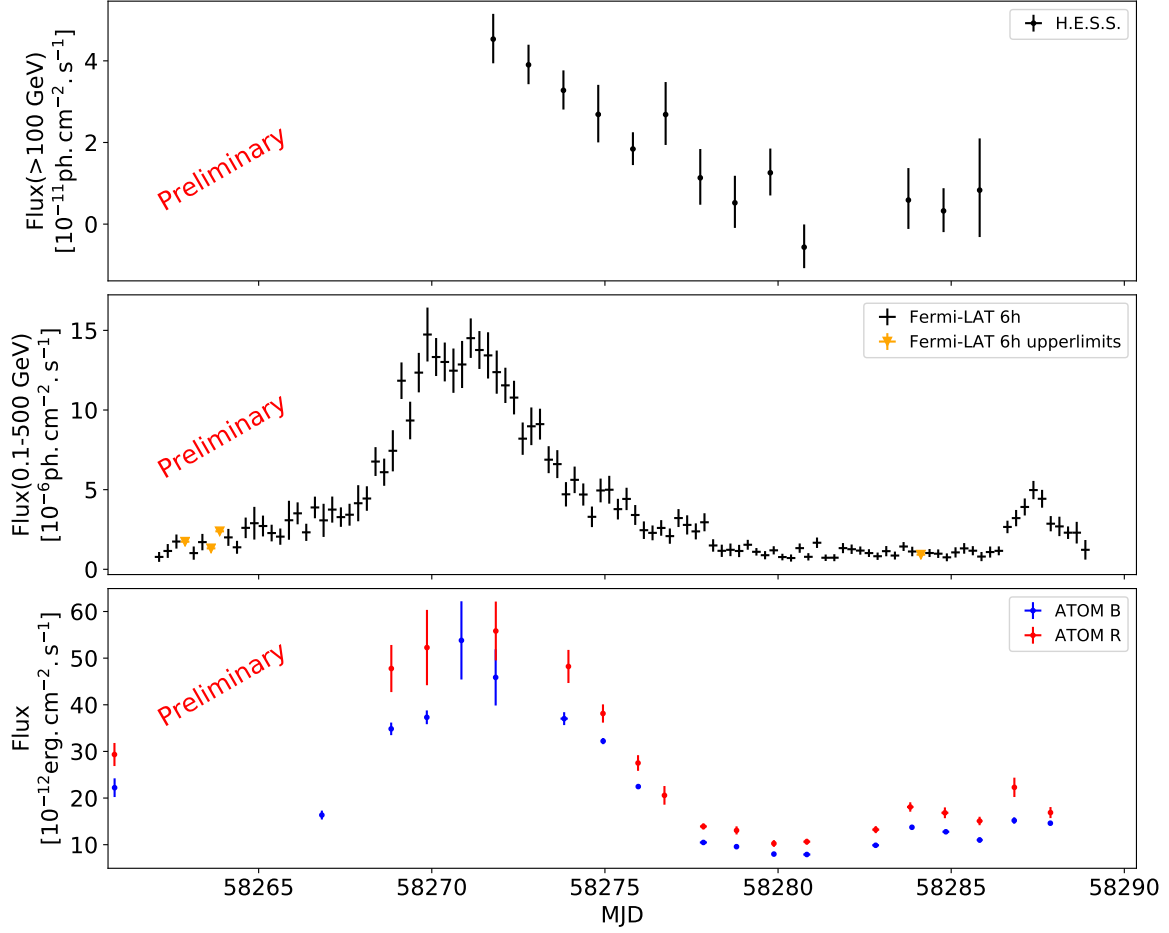 Flux(>100 GeV)
[10⁻¹¹ph. cm⁻². s⁻¹]
4
2
0
Preliminary
H.E.S.S.
Flux(0.1-500 GeV)
[10⁻⁶ph. cm⁻². s⁻¹]
15
10
5
0
Preliminary
Fermi-LAT 6h
Fermi-LAT 6h upperlimits
Flux
[10⁻¹²erg. cm⁻². s⁻¹]
60
50
40
30
20
10
Preliminary
ATOM B
ATOM R
58265 58270 58275 58280 58285 58290
MJD